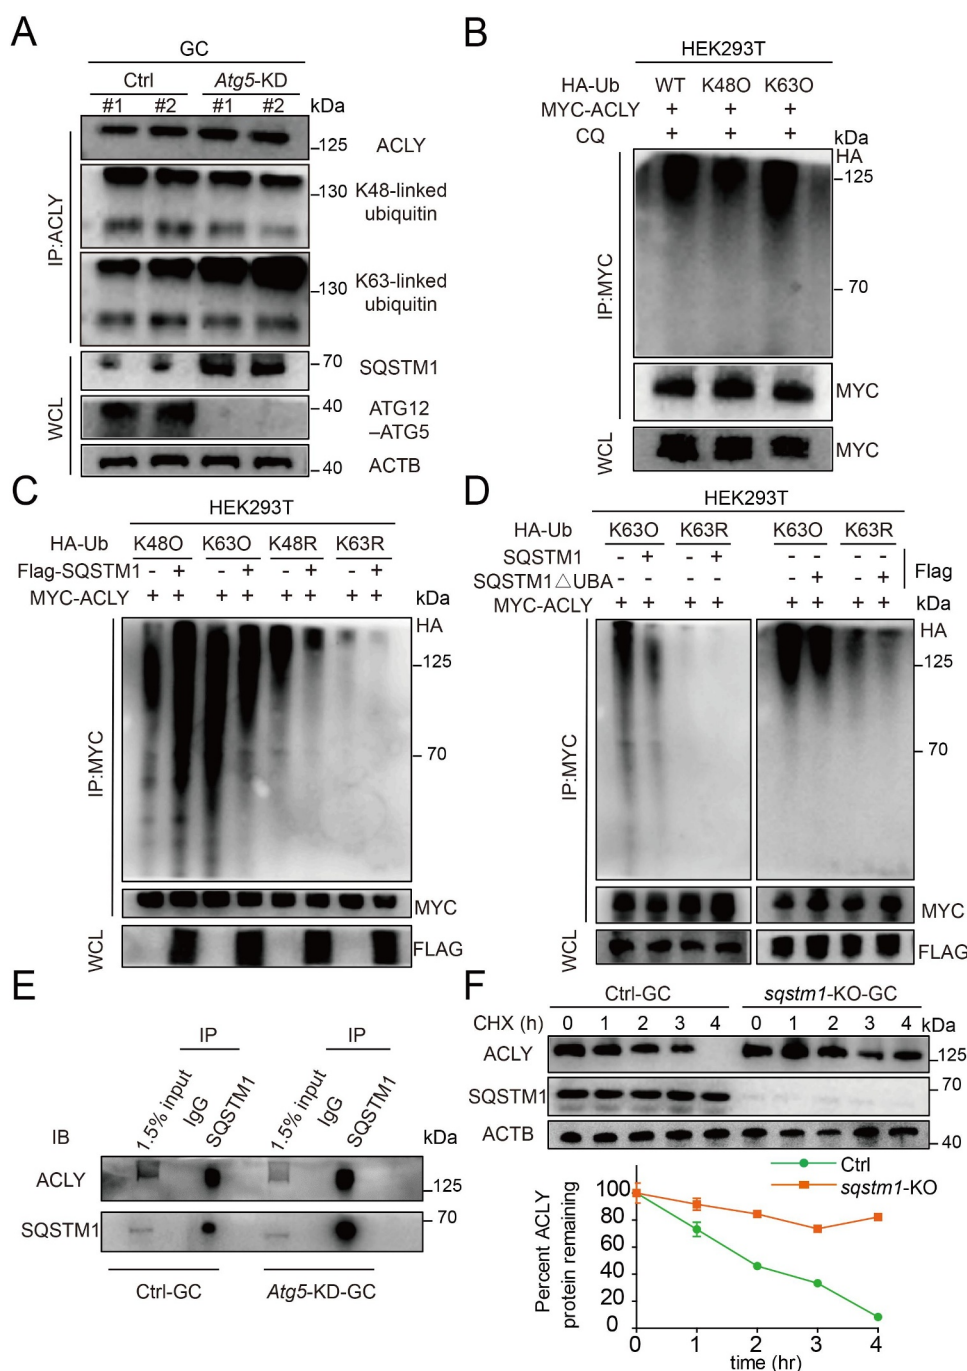 A
GC
Ctrl Atg5-KD
#1 #2 #1 #2 kDa
IP:ACLY
ACLY
125
K48-linked
ubiquitin
130
K63-linked
ubiquitin
130
WCL
SQSTM1
70
ATG12
–ATG5
40
ACTB
40
B
HEK293T
HA-Ub WT K48O K63O
MYC-ACLY + + +
CQ + + + kDa
IP:MYC
HA
125
70
MYC
WCL
MYC
C
HEK293T
HA-Ub K48O K63O K48R K63R
Flag-SQSTM1 - + - + - + - +
MYC-ACLY + + + + + + + + kDa
IP:MYC
HA
125
70
MYC
WCL
FLAG
D
HEK293T
HA-Ub K63O K63R K63O K63R
SQSTM1 - + - + - - - -
SQSTM1△UBA - - - - - + - + Flag
MYC-ACLY + + + + + + + + kDa
IP:MYC
HA
125
70
MYC
WCL
FLAG
E
IP IP
1.5% input IgG SQSTM1 1.5% input IgG SQSTM1
IB kDa
ACLY
125
SQSTM1
70
Ctrl-GC Atg5-KD-GC
F
Ctrl-GC sqstm1-KO-GC
CHX (h) 0 1 2 3 4 0 1 2 3 4 kDa
ACLY
125
SQSTM1
70
ACTB
40
Ctrl
sqstm1-KO
Percent ACLY
protein remaining
100
80
60
40
20
0
0 1 2 3 4
time (hr)